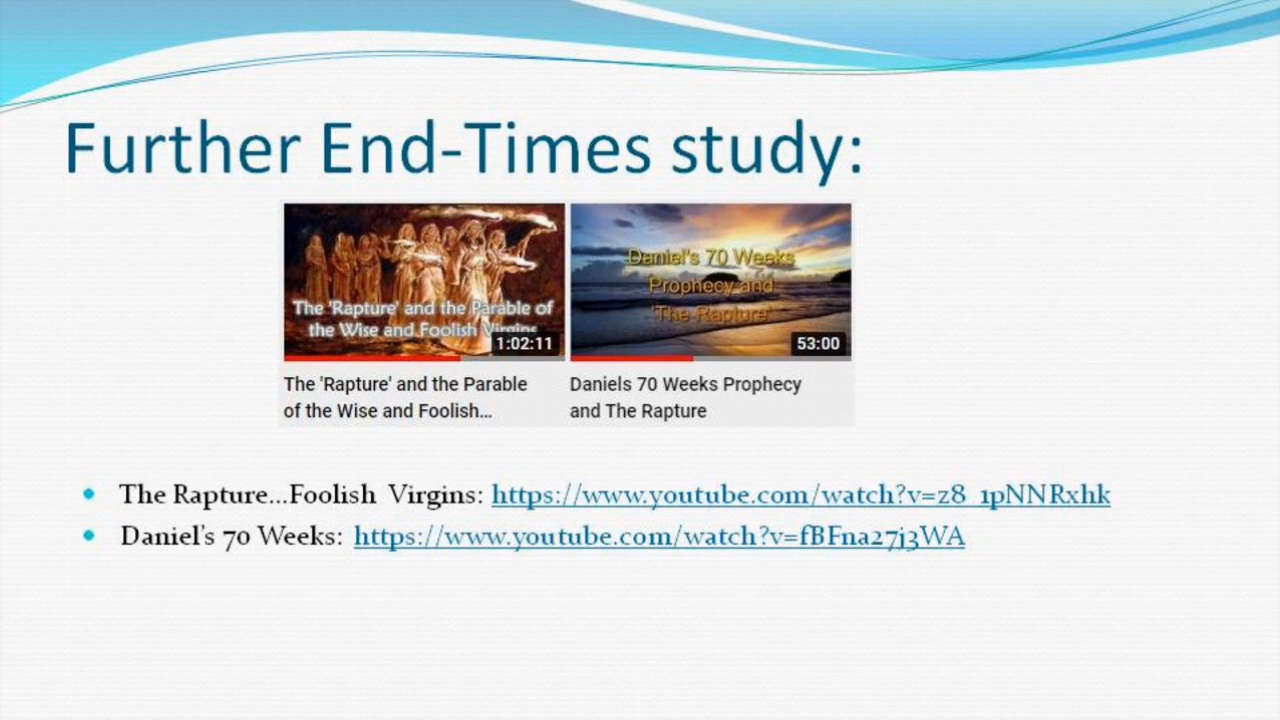 Further End-Times study:
The 'Rapture' and the Parable of
the Wise and Foolish Virgins
1:02:11
Daniel's 70 Weeks
Prophecy and
'The Rapture'
53:00
The 'Rapture' and the Parable
of the Wise and Foolish...
Daniels 70 Weeks Prophecy
and The Rapture
• The Rapture...Foolish Virgins: https://www.youtube.com/watch?v=z8_1pNNRxhk
• Daniel's 70 Weeks: https://www.youtube.com/watch?v=fBFna27j3WA